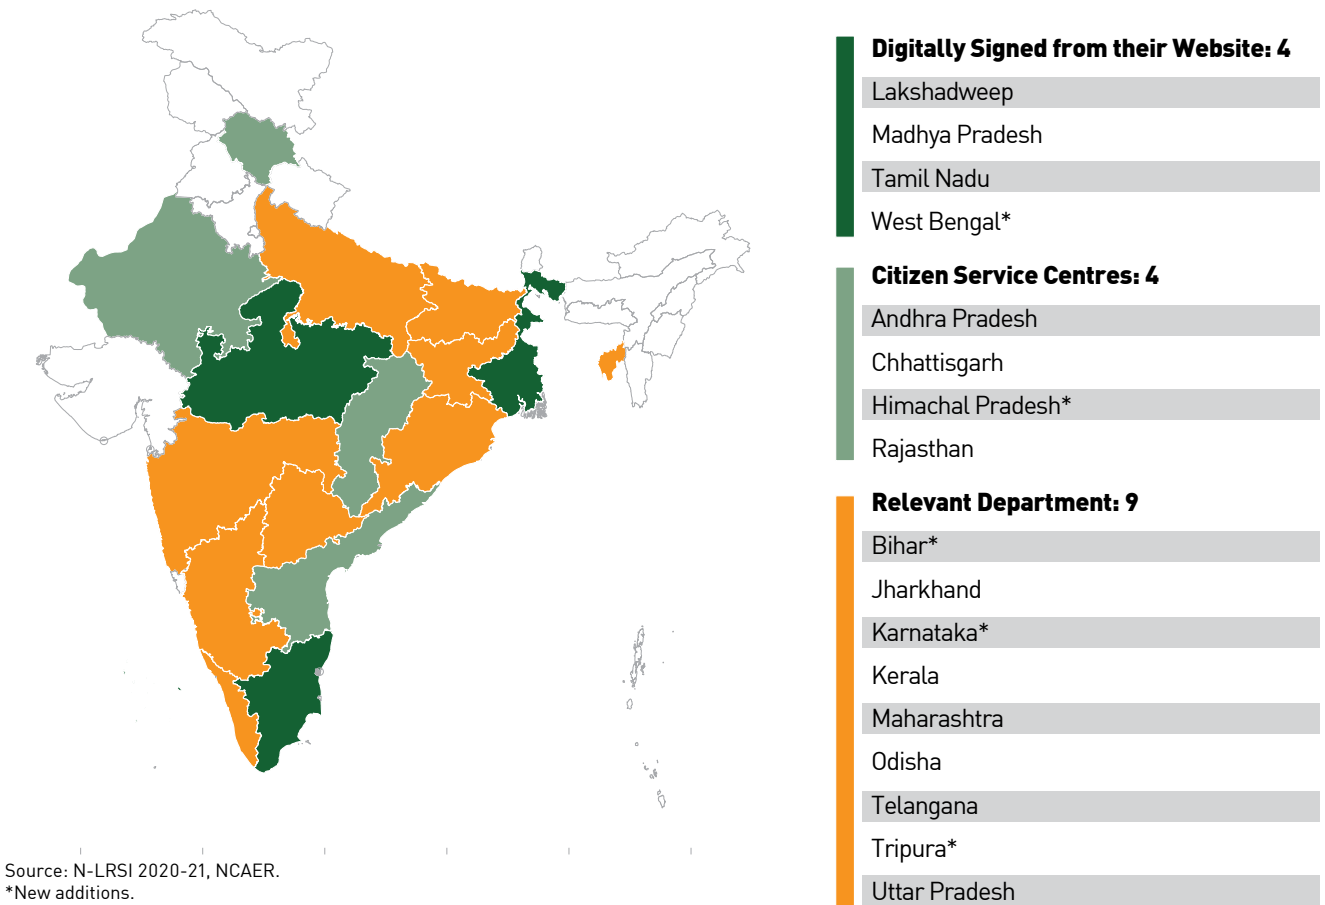 Digitally Signed from their Website: 4
Lakshadweep
Madhya Pradesh
Tamil Nadu
West Bengal*
Citizen Service Centres: 4
Andhra Pradesh
Chhattisgarh
Himachal Pradesh*
Rajasthan
Relevant Department: 9
Bihar*
Jharkhand
Karnataka*
Kerala
Maharashtra
Odisha
Telangana
Tripura*
Uttar Pradesh
Source: N-LRSI 2020-21, NCAER.
*New additions.